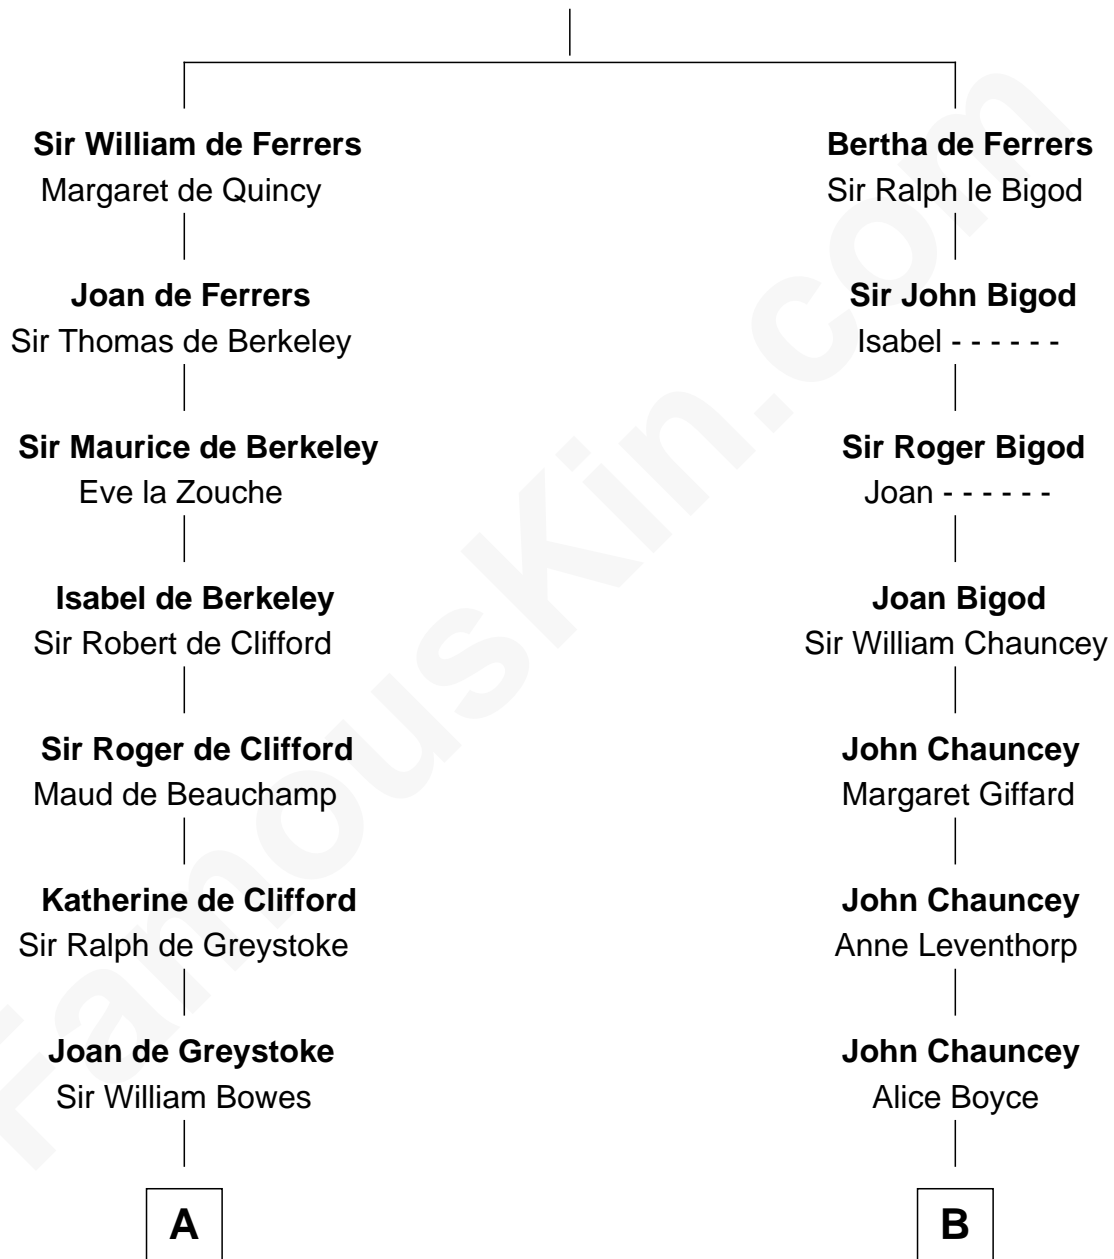 Sir William de Ferrers
Margaret de Quincy
Bertha de Ferrers
Sir Ralph le Bigod
Joan de Ferrers
Sir Thomas de Berkeley
Sir John Bigod
Isabel - - - - - -
Sir Maurice de Berkeley
Eve la Zouche
Sir Roger Bigod
Joan - - - - - -
Isabel de Berkeley
Sir Robert de Clifford
Joan Bigod
Sir William Chauncey
Sir Roger de Clifford
Maud de Beauchamp
John Chauncey
Margaret Giffard
Katherine de Clifford
Sir Ralph de Greystoke
John Chauncey
Anne Leventhorp
Joan de Greystoke
Sir William Bowes
John Chauncey
Alice Boyce
A
B
FamousKin.com